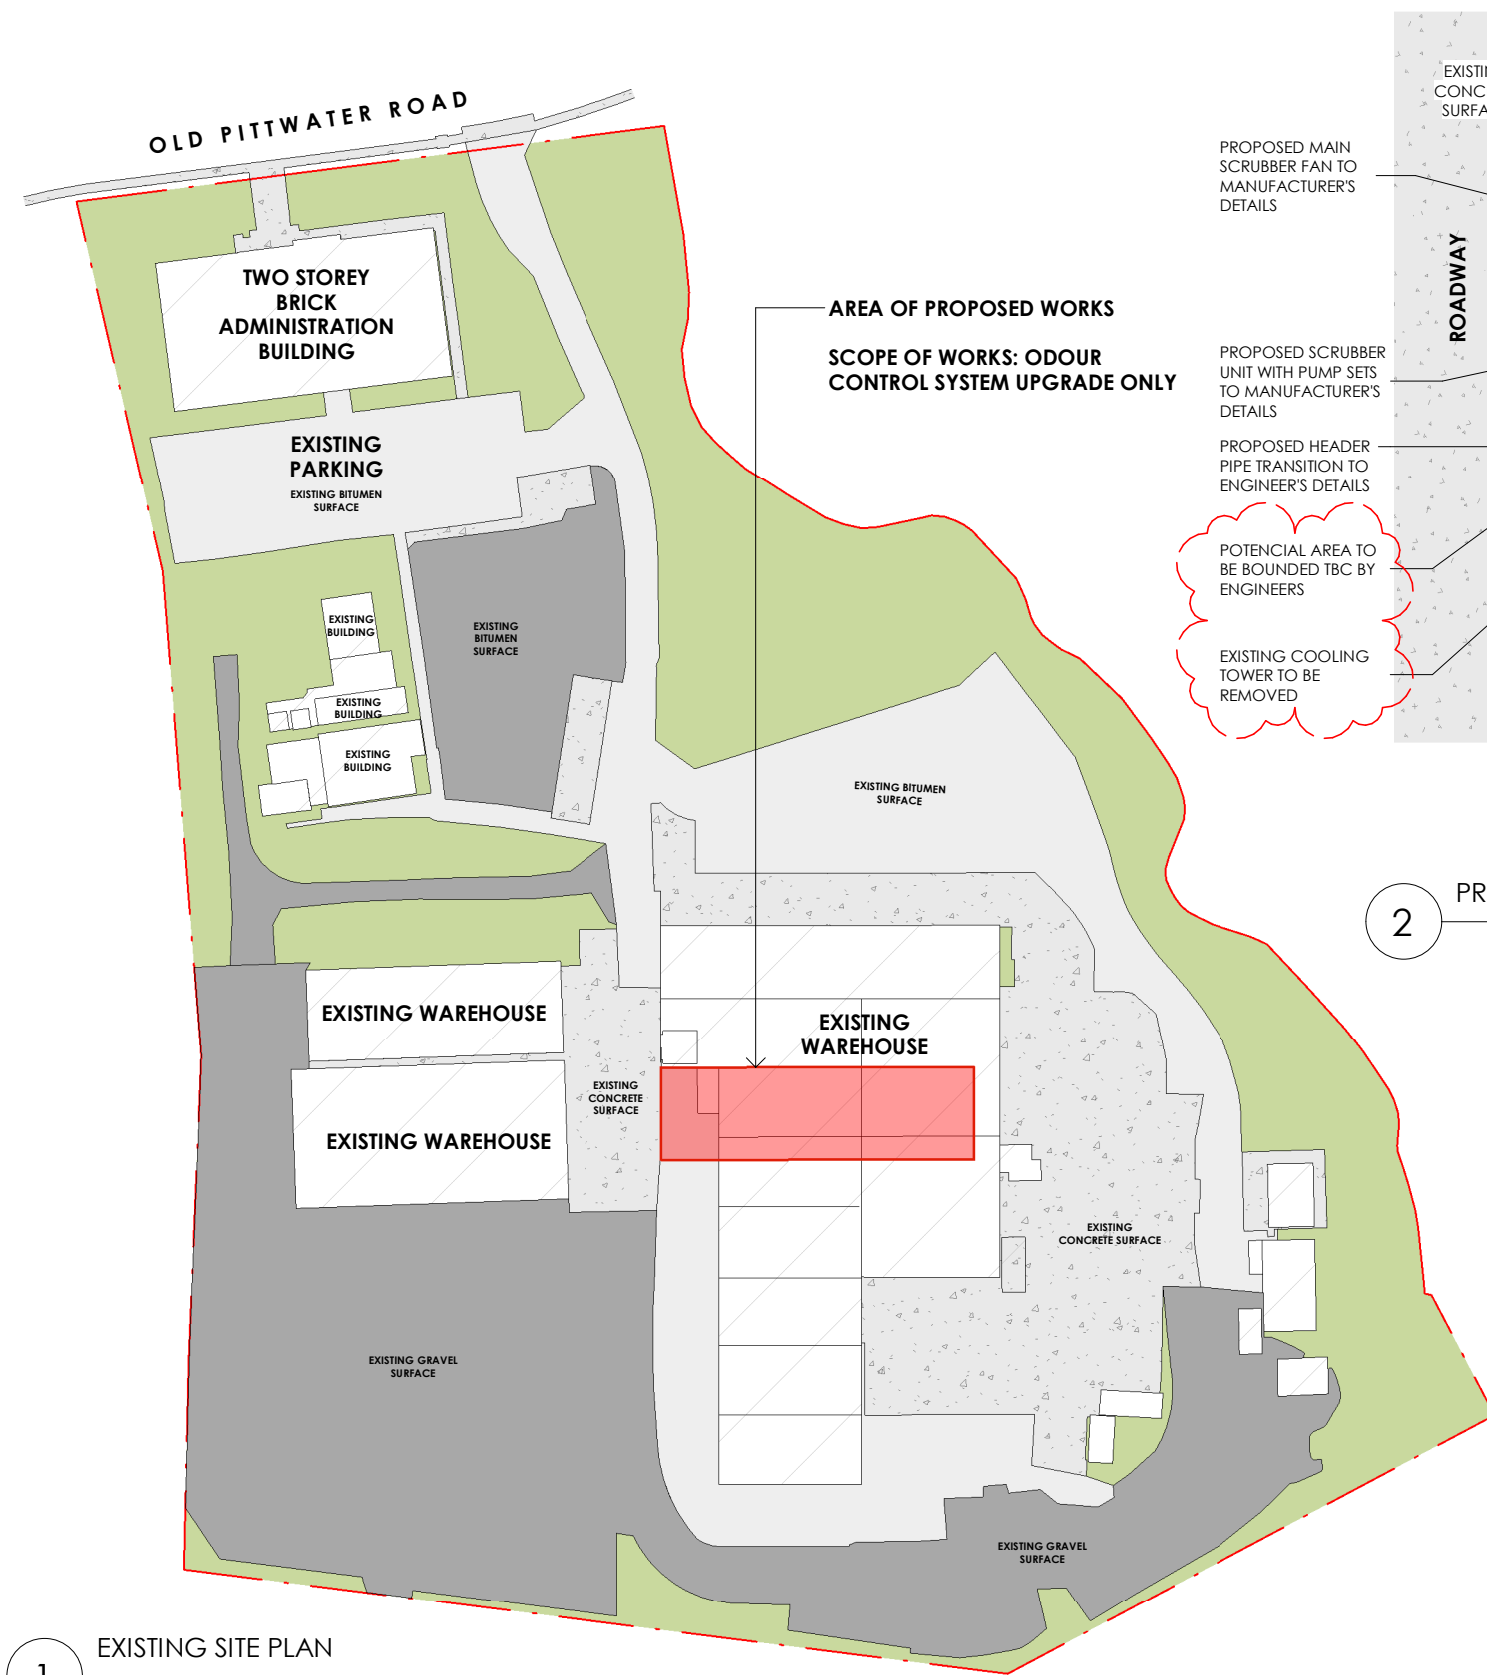 OLD PITTWATER ROAD
TWO STOREY
BRICK
ADMINISTRATION
BUILDING
AREA OF PROPOSED WORKS
SCOPE OF WORKS: ODOUR
CONTROL SYSTEM UPGRADE ONLY
EXISTING
PARKING
EXISTING BITUMEN
SURFACE
EXISTING
BUILDING
EXISTING
BITUMEN
SURFACE
EXISTING
BUILDING
EXISTING
BUILDING
EXISTING BITUMEN
SURFACE
EXISTING WAREHOUSE
EXISTING
WAREHOUSE
EXISTING
CONCRETE
SURFACE
EXISTING WAREHOUSE
EXISTING
CONCRETE SURFACE
EXISTING GRAVEL
SURFACE
EXISTING GRAVEL
SURFACE
1
EXISTING SITE PLAN
PROPOSED MAIN
SCRUBBER FAN TO
MANUFACTURER'S
DETAILS
ROADWAY
PROPOSED SCRUBBER
UNIT WITH PUMP SETS
TO MANUFACTURER'S
DETAILS
PROPOSED HEADER
PIPE TRANSITION TO
ENGINEER'S DETAILS
POTENCIAL AREA TO
BE BOUNDED TBC BY
ENGINEERS
EXISTING COOLING
TOWER TO BE
REMOVED
2